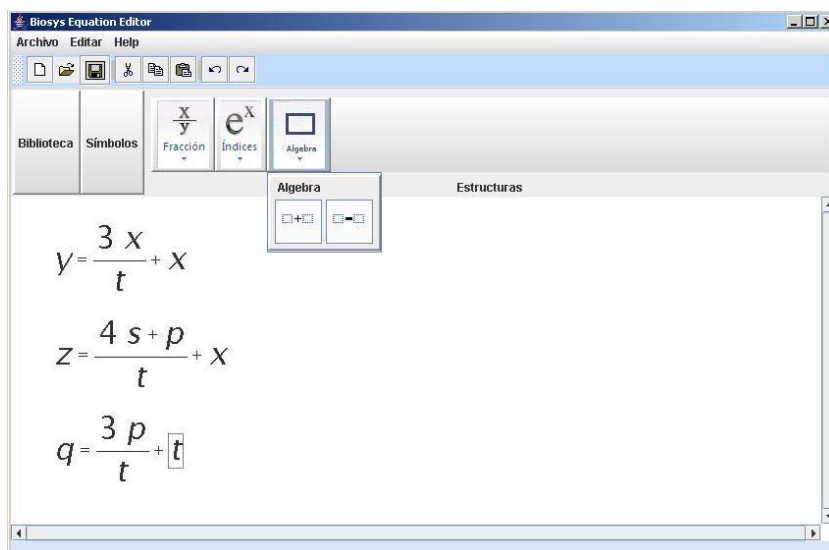 Biosys Equation Editor
Archivo Editar Help
Biblioteca Símbolos x/y Fracción e^x Índices Algebra
Estructuras
Algebra
□+□ □=□
y = 3 x / t + x
z = 4 s + p / t + x
q = 3 p / t + t